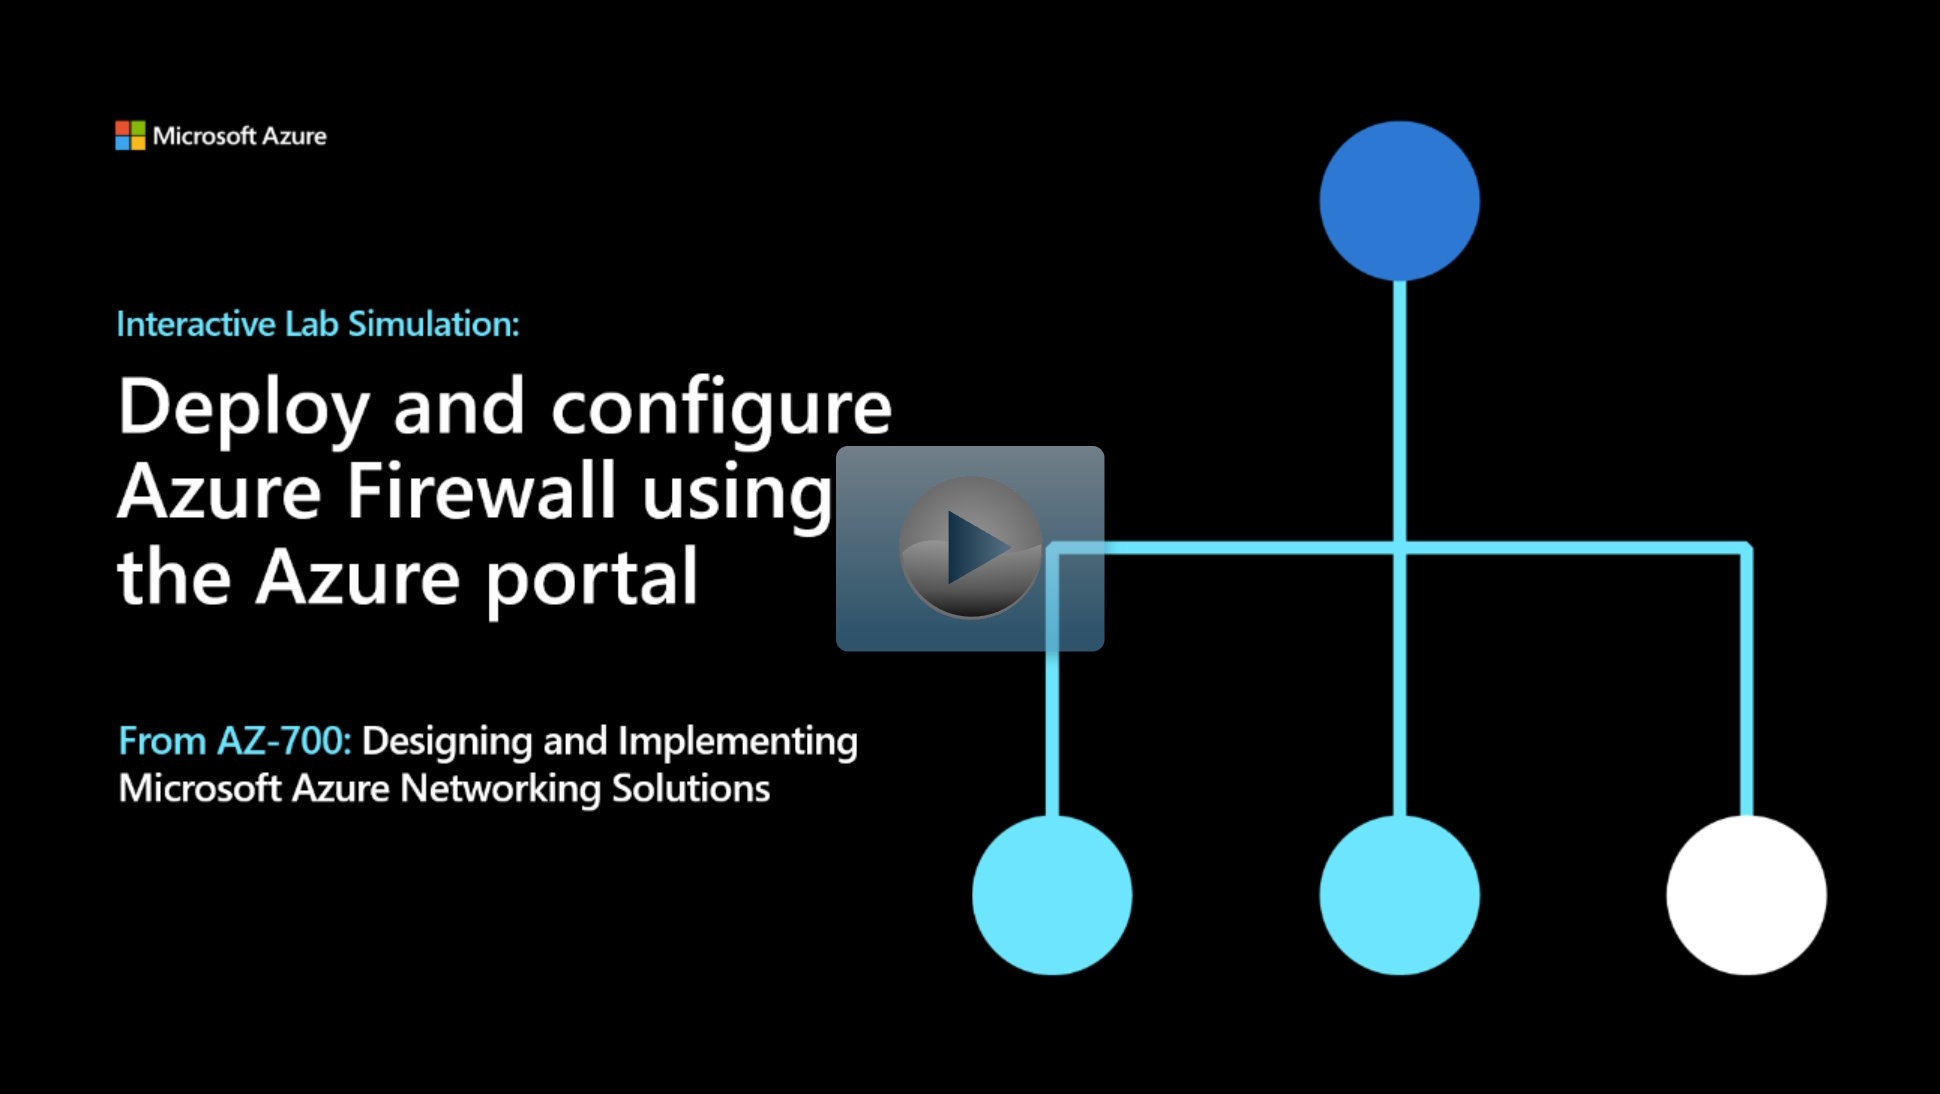 Microsoft Azure
Interactive Lab Simulation:
Deploy and configure
Azure Firewall using
the Azure portal
From AZ-700: Designing and Implementing
Microsoft Azure Networking Solutions